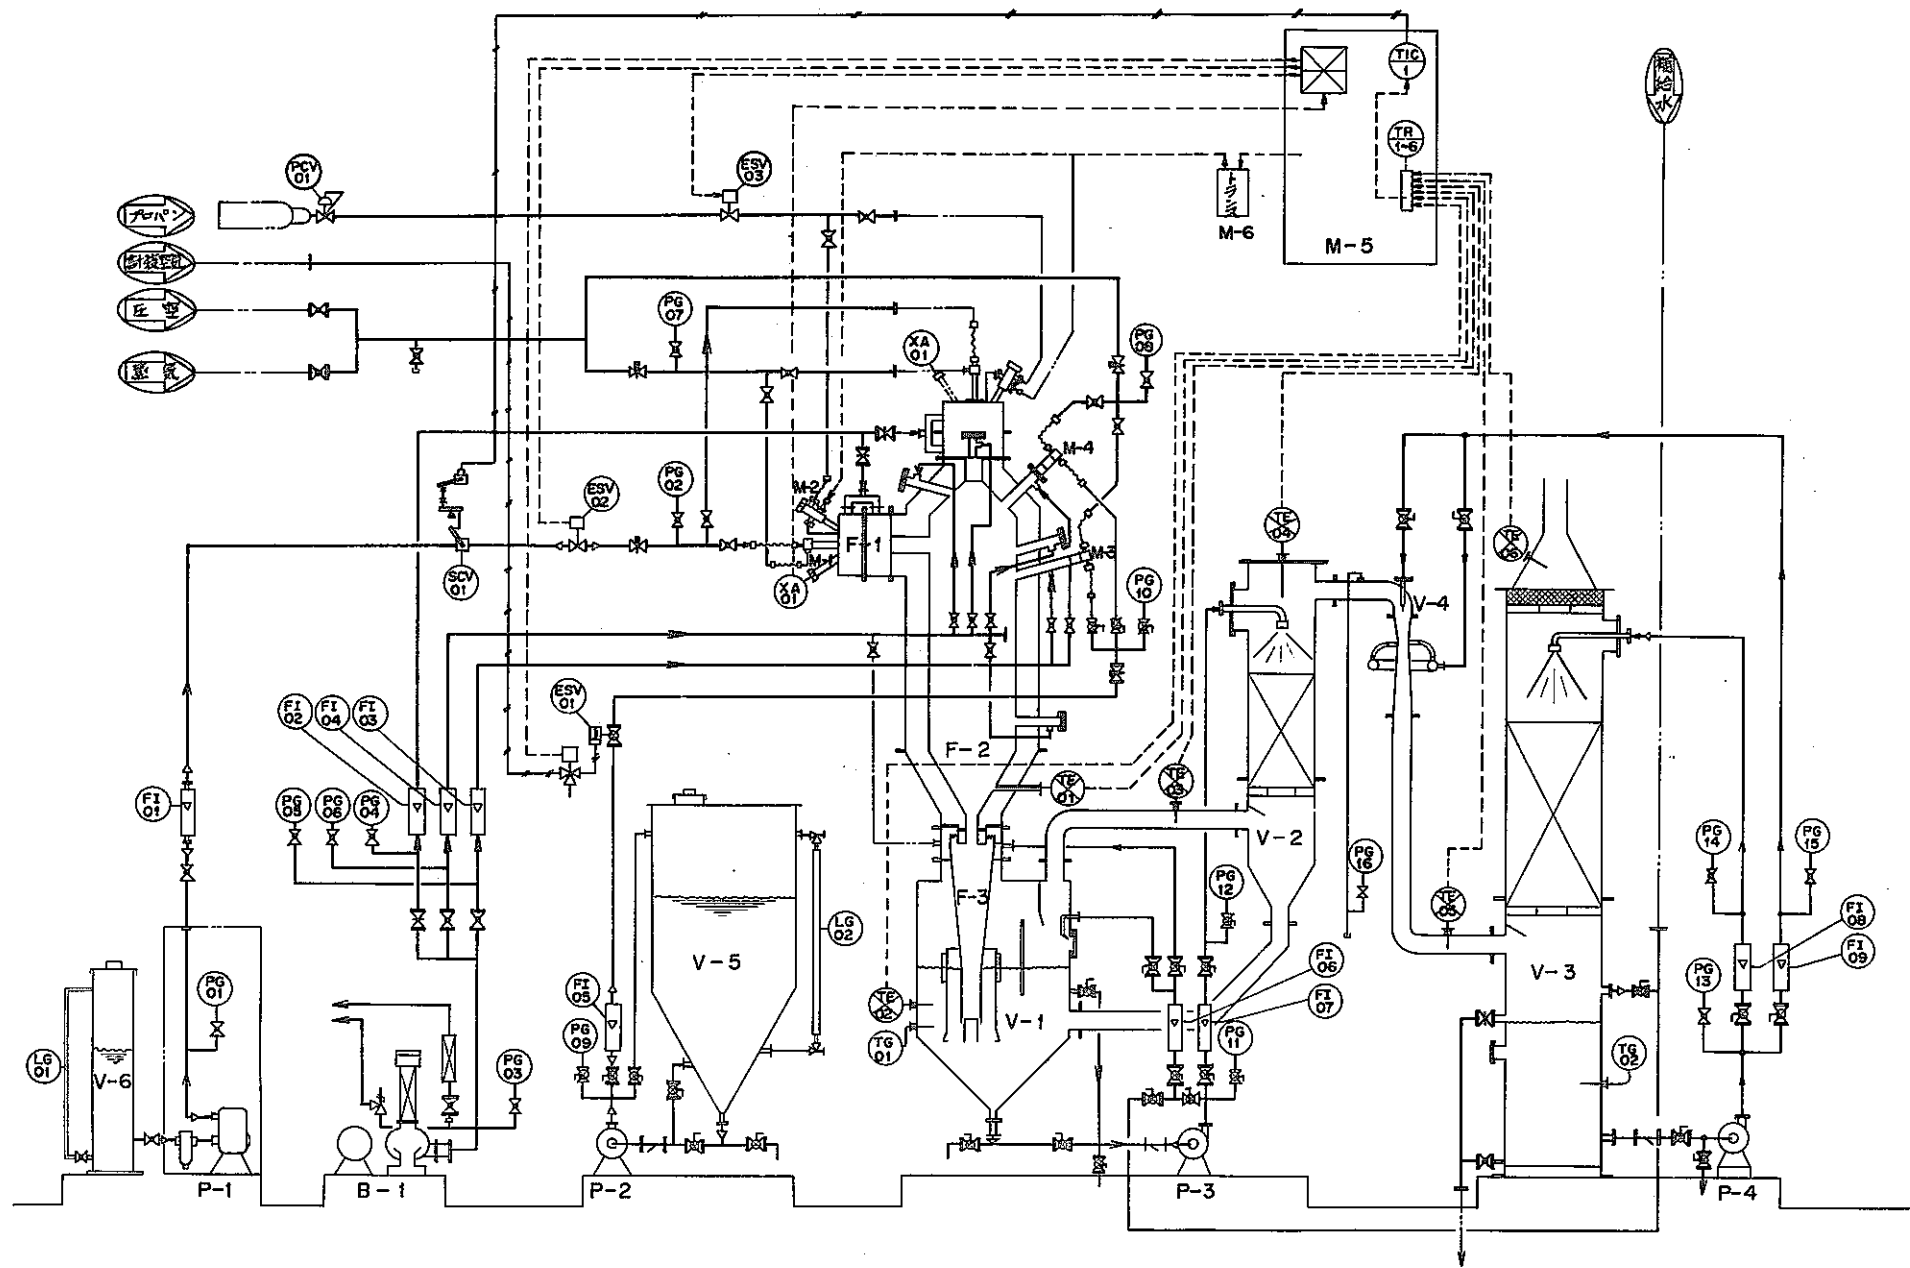 TIC
1
TR
1~6
補給水
PCV
01
ESV
03
プロパン
M-6
M-5
計装空気
圧空
PG
07
XA
01
PG
08
蒸気
M-4
PG
02
ESV
02
M-2
F-1
TE
04
TE
06
M-1
M-3
SCV
01
XA
01
PG
10
V-4
FI
02
FI
04
FI
03
ESV
01
F-2
TE
01
TE
03
FI
01
PG
05
PG
06
PG
04
V-2
PG
14
PG
15
PG
16
PG
12
F-3
TE
05
LG
02
FI
08
FI
09
V-5
FI
06
FI
07
V-3
PG
01
FI
05
TE
02
V-1
PG
13
PG
09
TG
01
PG
11
TG
02
LG
01
V-6
PG
03
P-1
B-1
P-2
P-3
P-4